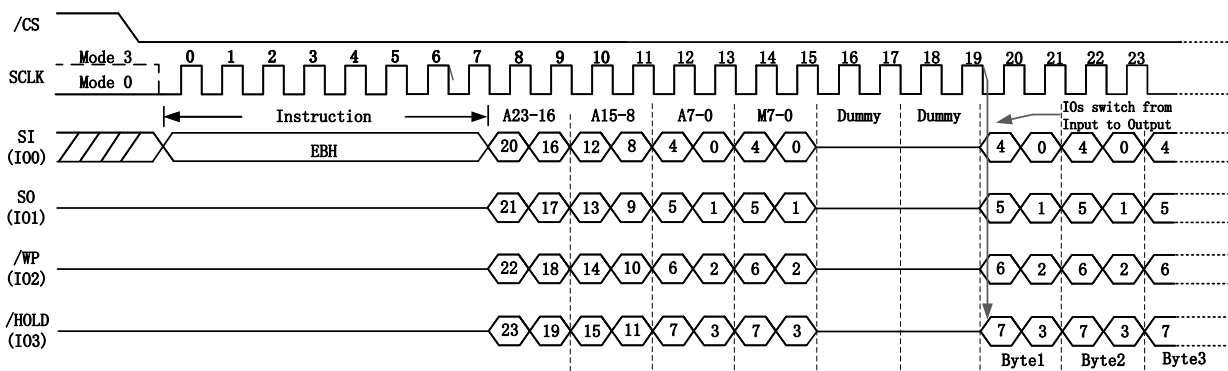 /CS
Mode 3 0 1 2 3 4 5 6 7 8 9 10 11 12 13 14 15 16 17 18 19 20 21 22 23
SCLK
Mode 0
Instruction A23-16 A15-8 A7-0 M7-0 Dummy Dummy IOs switch from
Input to Output
SI
(IO0) EBH 20 16 12 8 4 0 4 0 4 0 4 0 4
SO
(IO1) 21 17 13 9 5 1 5 1 5 1 5 1 5
/WP
(IO2) 22 18 14 10 6 2 6 2 6 2 6 2 6
/HOLD
(IO3) 23 19 15 11 7 3 7 3 7 3 7 3 7
Byte1 Byte2 Byte3